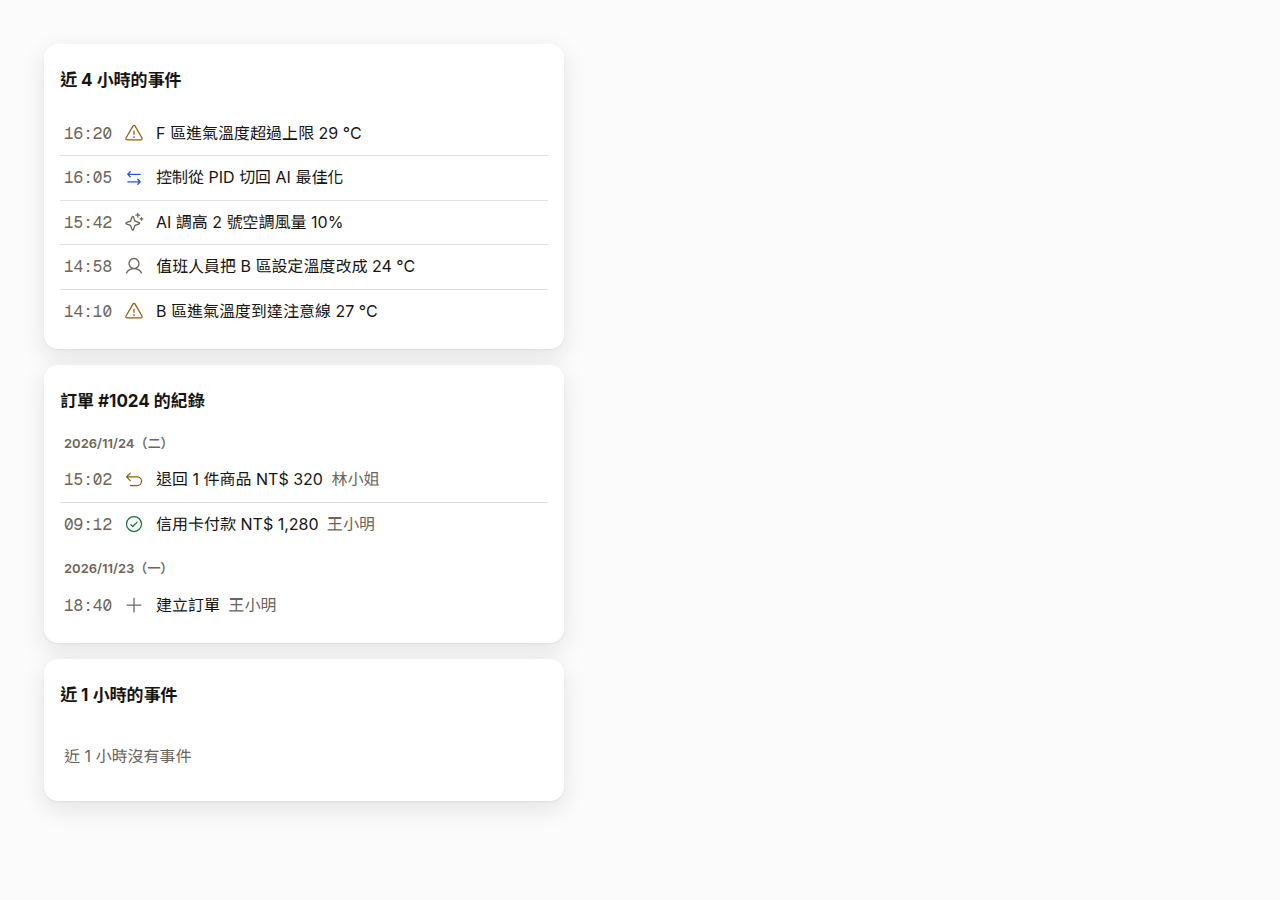 近 4 小時的事件
16:20 F 區進氣溫度超過上限 29 °C
16:05 控制從 PID 切回 AI 最佳化
15:42 AI 調高 2 號空調風量 10%
14:58 值班人員把 B 區設定溫度改成 24 °C
14:10 B 區進氣溫度到達注意線 27 °C
訂單 #1024 的紀錄
2026/11/24（二）
15:02 退回 1 件商品 NT$ 320 林小姐
09:12 信用卡付款 NT$ 1,280 王小明
2026/11/23（一）
18:40 建立訂單 王小明
近 1 小時的事件
近 1 小時沒有事件